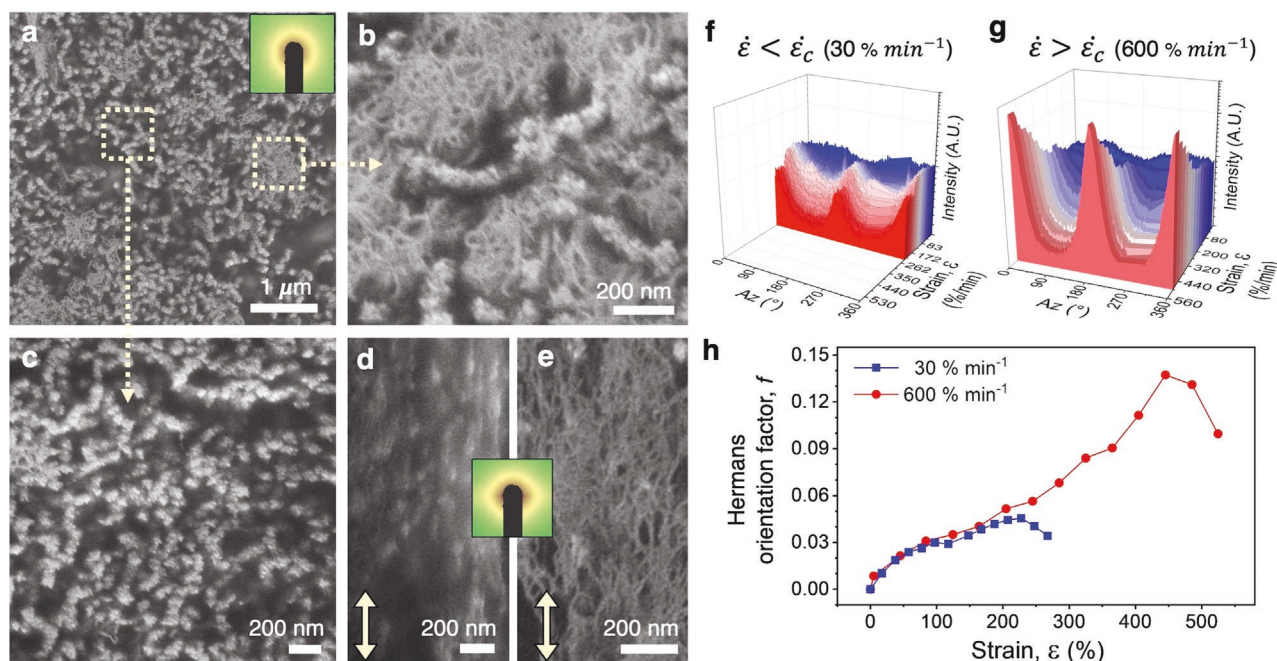 a
1 μm
b
200 nm
c
200 nm
d
200 nm
e
200 nm
f
ε̇ < ε̇c (30 % min⁻¹)
Intensity (A.U.)
0
90
180
270
360
Az (°)
83
172
262
350
440
530
Strain, ε
(%/min)
g
ε̇ > ε̇c (600 % min⁻¹)
Intensity (A.U.)
0
90
180
270
360
Az (°)
80
200
320
440
560
Strain, ε
(%/min)
h
30 % min⁻¹
600 % min⁻¹
Hermans
orientation factor, f
0.15
0.12
0.09
0.06
0.03
0.00
0 100 200 300 400 500
Strain, ε (%)